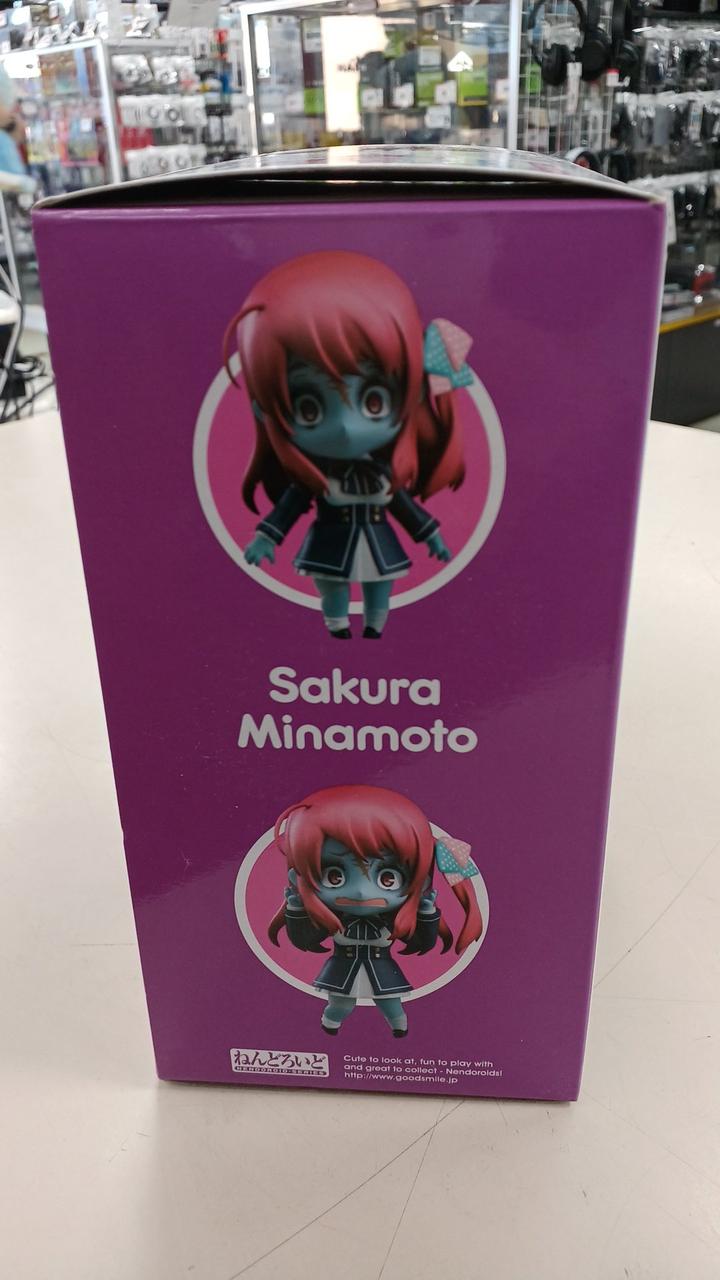 Sakura
Minamoto
ねんどろいど
NENDOROID SERIES
Cute to look at, fun to play with
and great to collect - Nendoroids!
http://www.goodsmile.jp